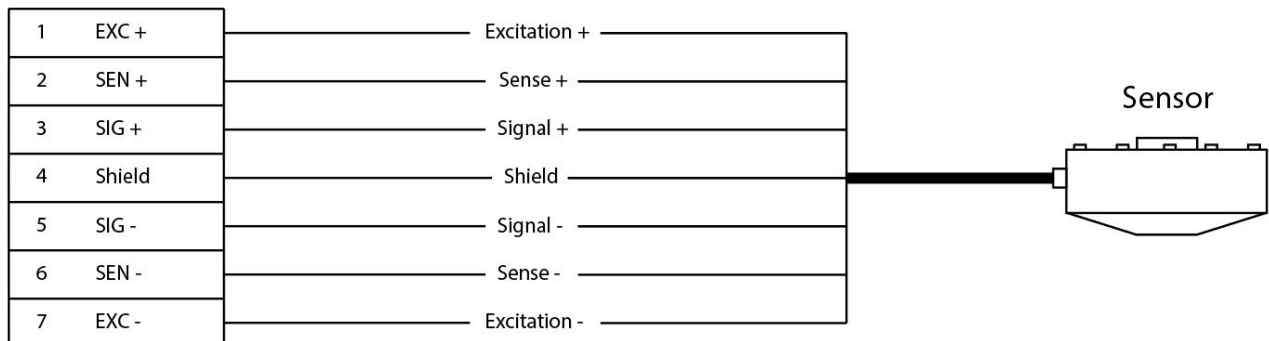 1 EXC + Excitation +
2 SEN + Sense +
3 SIG + Signal +
4 Shield Shield
5 SIG - Signal -
6 SEN - Sense -
7 EXC - Excitation -
Sensor